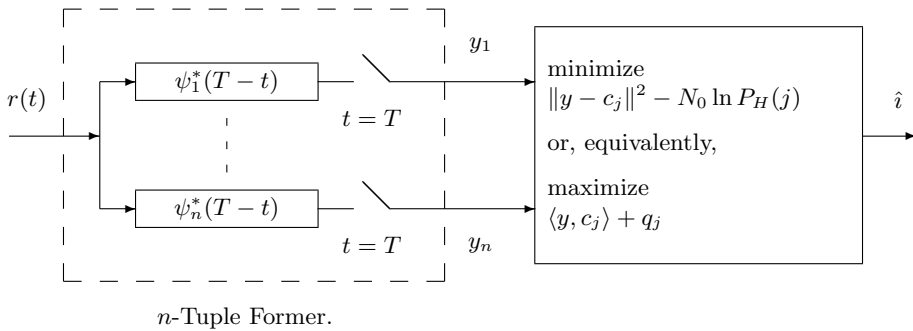 r(t)
ψ₁*(T − t)
t = T
y₁
ψₙ*(T − t)
t = T
yₙ
n-Tuple Former.
minimize
‖y − cⱼ‖² − N₀ ln P_H(j)
or, equivalently,
maximize
⟨y, cⱼ⟩ + qⱼ
î